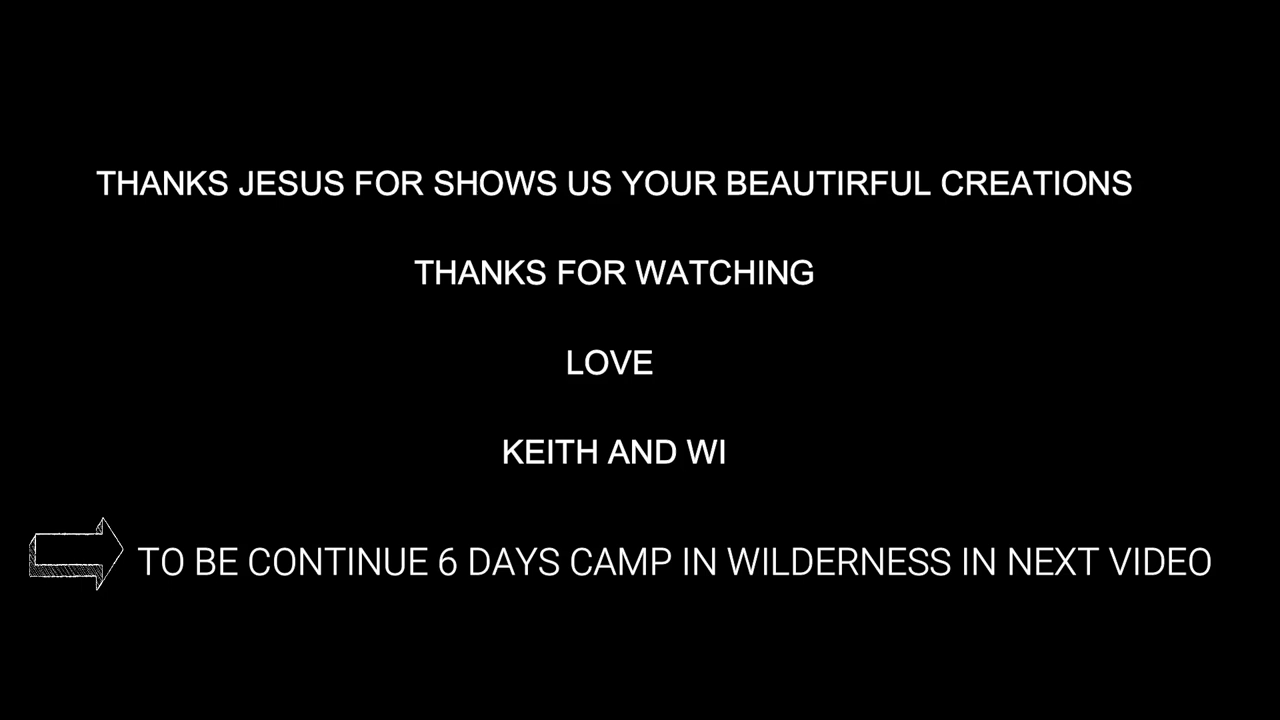 THANKS JESUS FOR SHOWS US YOUR BEAUTIRFUL CREATIONS
THANKS FOR WATCHING
LOVE
KEITH AND WI
TO BE CONTINUE 6 DAYS CAMP IN WILDERNESS IN NEXT VIDEO